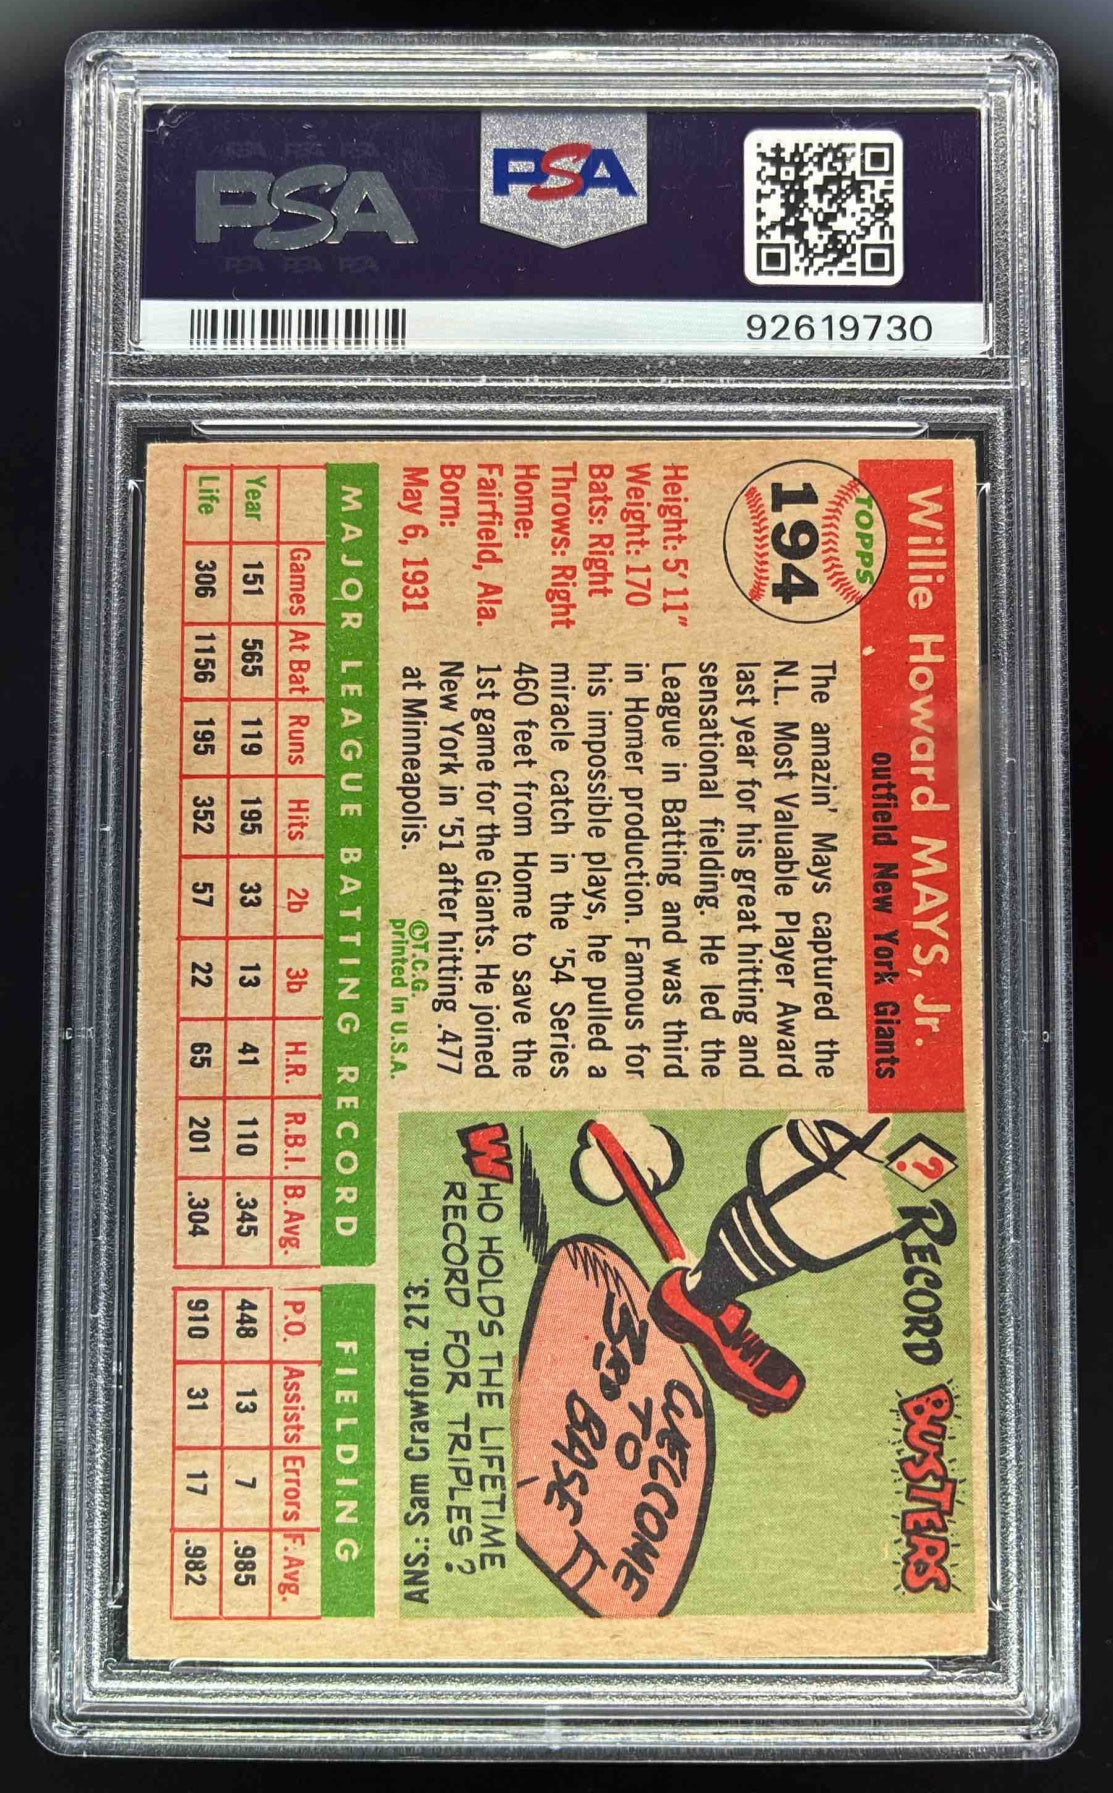 PSA
PSA
PSA PSA PSA
92619730
TOPPS
194
Willie Howard MAYS, Jr.
outfield New York Giants
Height: 5' 11"
Weight: 170
Bats: Right
Throws: Right
Home:
Fairfield, Ala.
Born:
May 6, 1931
The amazin' Mays captured the
N.L. Most Valuable Player Award
last year for his great hitting and
sensational fielding. He led the
League in Batting and was third
in Homer production. Famous for
his impossible plays, he pulled a
miracle catch in the '54 Series
460 feet from Home to save the
1st game for the Giants. He joined
New York in '51 after hitting .477
at Minneapolis.
©T.C.G.
printed in U.S.A.
? RECORD BUSTERS
WELCOME
TO
3RD BASE
WHO HOLDS THE LIFETIME
RECORD FOR TRIPLES?
ANS.: Sam Crawford. 213.
MAJOR LEAGUE BATTING RECORD FIELDING
Games At Bat Runs Hits 2b 3b H.R. R.B.I. B. Avg. P.O. Assists Errors F. Avg.
Year 151 565 119 195 33 13 41 110 .345 448 13 7 .985
Life 306 1156 195 352 57 22 65 201 .304 910 31 17 .982